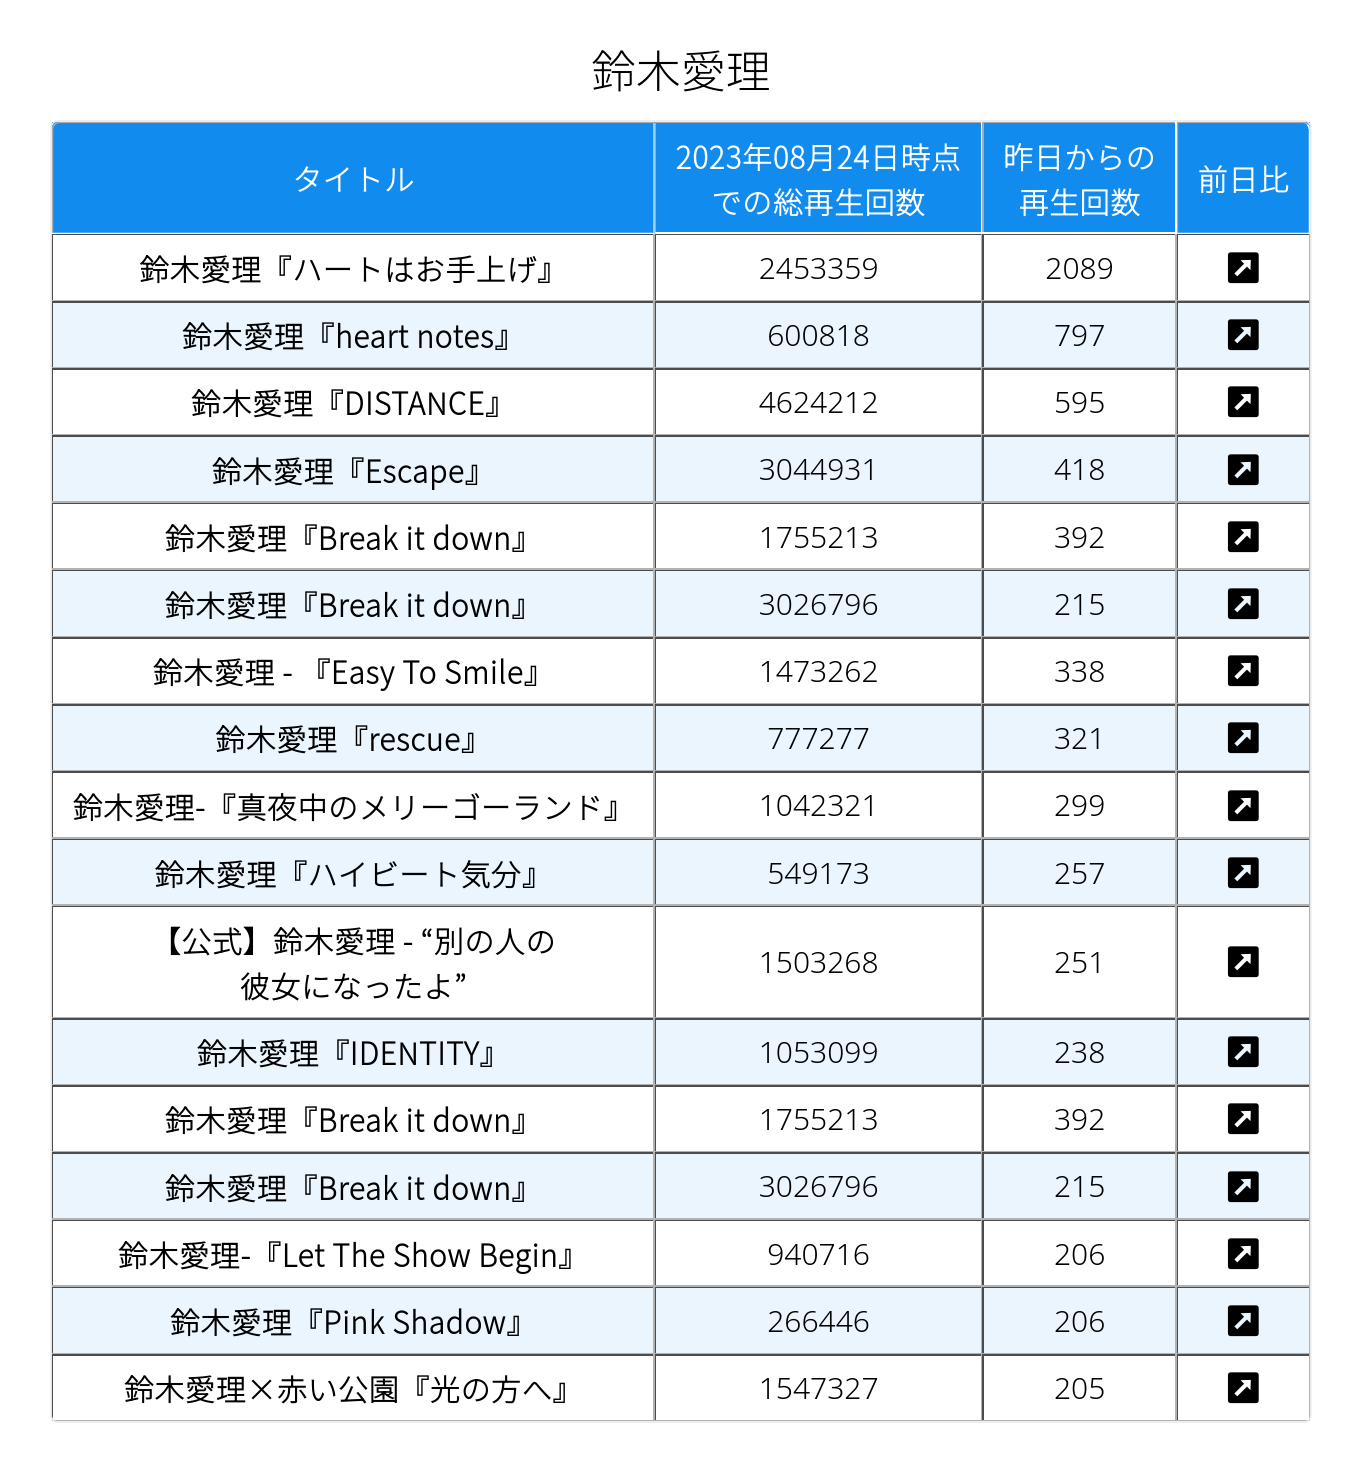 鈴木愛理
タイトル
2023年08月24日時点
での総再生回数
昨日からの
再生回数
前日比
鈴木愛理『ハートはお手上げ』 2453359 2089
鈴木愛理『heart notes』 600818 797
鈴木愛理『DISTANCE』 4624212 595
鈴木愛理『Escape』 3044931 418
鈴木愛理『Break it down』 1755213 392
鈴木愛理『Break it down』 3026796 215
鈴木愛理 - 『Easy To Smile』 1473262 338
鈴木愛理『rescue』 777277 321
鈴木愛理-『真夜中のメリーゴーランド』 1042321 299
鈴木愛理『ハイビート気分』 549173 257
【公式】鈴木愛理 - “別の人の
彼女になったよ” 1503268 251
鈴木愛理『IDENTITY』 1053099 238
鈴木愛理『Break it down』 1755213 392
鈴木愛理『Break it down』 3026796 215
鈴木愛理-『Let The Show Begin』 940716 206
鈴木愛理『Pink Shadow』 266446 206
鈴木愛理×赤い公園『光の方へ』 1547327 205